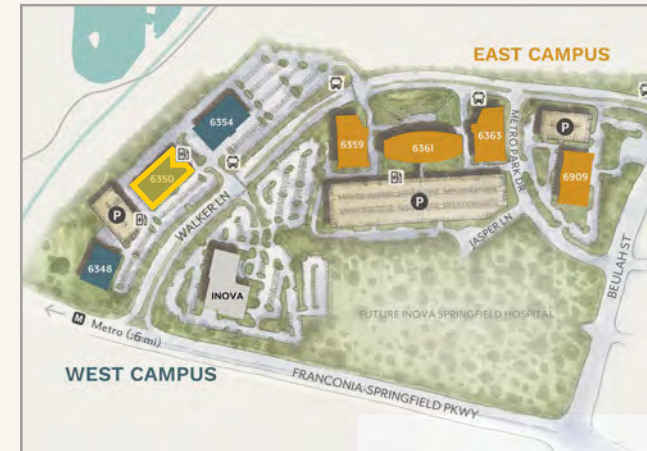 EAST CAMPUS
6354
6359
6361
6363
METRO PARK DR
P
6350
6909
WALKER LN
P
P
JASPER LN
6348
INOVA
BEULAH ST
FUTURE INOVA SPRINGFIELD HOSPITAL
M Metro (.6 mi)
WEST CAMPUS
FRANCONIA-SPRINGFIELD PKWY